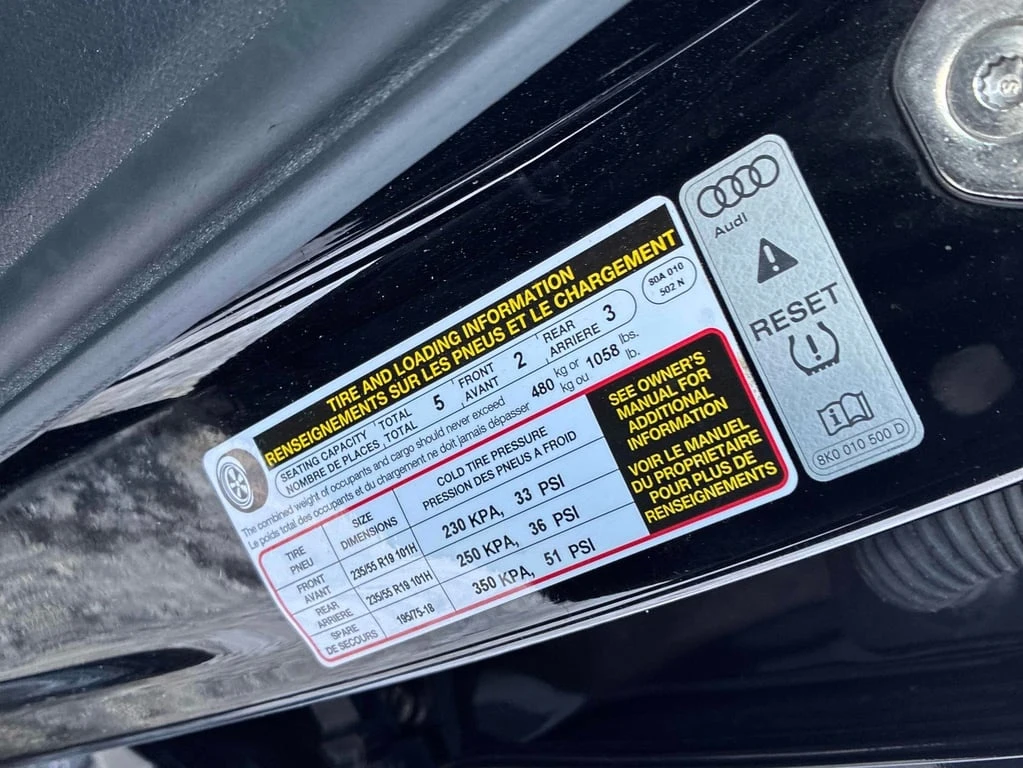 TIRE AND LOADING INFORMATION
RENSEIGNEMENTS SUR LES PNEUS ET LE CHARGEMENT
SEATING CAPACITY TOTAL 5 FRONT 2 REAR 3
NOMBRE DE PLACES TOTAL AVANT ARRIÈRE
80A 010
502 N
The combined weight of occupants and cargo should never exceed 480 kg or 1058 lbs.
Le poids total des occupants et du chargement ne doit jamais dépasser kg ou lb.
TIRE SIZE COLD TIRE PRESSURE
PNEU DIMENSIONS PRESSION DES PNEUS A FROID
FRONT
AVANT 235/55 R19 101H 230 KPA, 33 PSI
REAR
ARRIERE 235/55 R19 101H 250 KPA, 36 PSI
SPARE
DE SECOURS 195/75-18 350 KPA, 51 PSI
SEE OWNER'S
MANUAL FOR
ADDITIONAL
INFORMATION
VOIR LE MANUEL
DU PROPRIETAIRE
POUR PLUS DE
RENSEIGNEMENTS
Audi
RESET
8K0 010 500 D